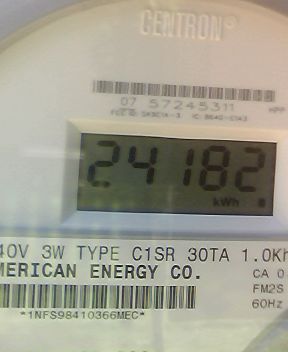 CENTRON®
07 57245311
24182
kWh
40V 3W TYPE C1SR 30TA 1.0Kh
MERICAN ENERGY CO.
CA 0
FM2S
60Hz
*1NFS98410366MEC*